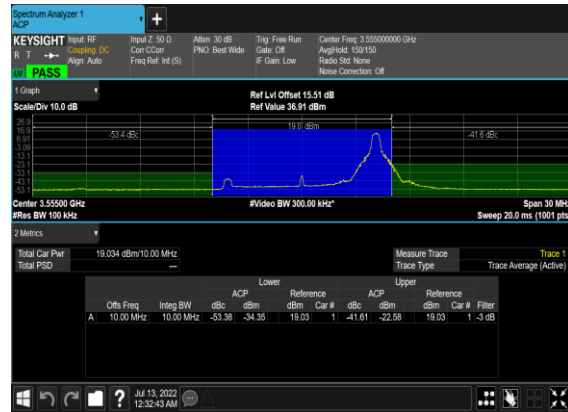 Spectrum Analyzer 1
ACP
KEYSIGHT Input: RF Input Z: 50 Ω Atten: 30 dB Trig: Free Run Center Freq: 3.555000000 GHz
R T Coupling: DC Corr CCorr PNO: Best Wide Gate: Off Avg|Hold: 150/150
Align: Auto Freq Ref: Int (S) IF Gain: Low Radio Std: None
LW PASS Noise Correction: Off
1 Graph Ref Lvl Offset 15.51 dB
Scale/Div 10.0 dB Ref Value 36.91 dBm
26.9
16.9 -53.4 dBc 19.0 dBm -41.6 dBc
6.91
-3.09
-13.1
-23.1
-33.1
-43.1
-53.1
Center 3.55500 GHz #Video BW 300.00 kHz* Span 30 MHz
#Res BW 100 kHz Sweep 20.0 ms (1001 pts
2 Metrics
Total Car Pwr 19.034 dBm/10.00 MHz Measure Trace Trace 1
Total PSD --- Trace Type Trace Average (Active)
Lower Upper
ACP Reference ACP Reference
Offs Freq Integ BW dBc dBm dBm Car # dBc dBm dBm Car # Filter
A 10.00 MHz 10.00 MHz -53.38 -34.35 19.03 1 -41.61 -22.58 19.03 1 -3 dB
Jul 13, 2022
12:32:43 AM